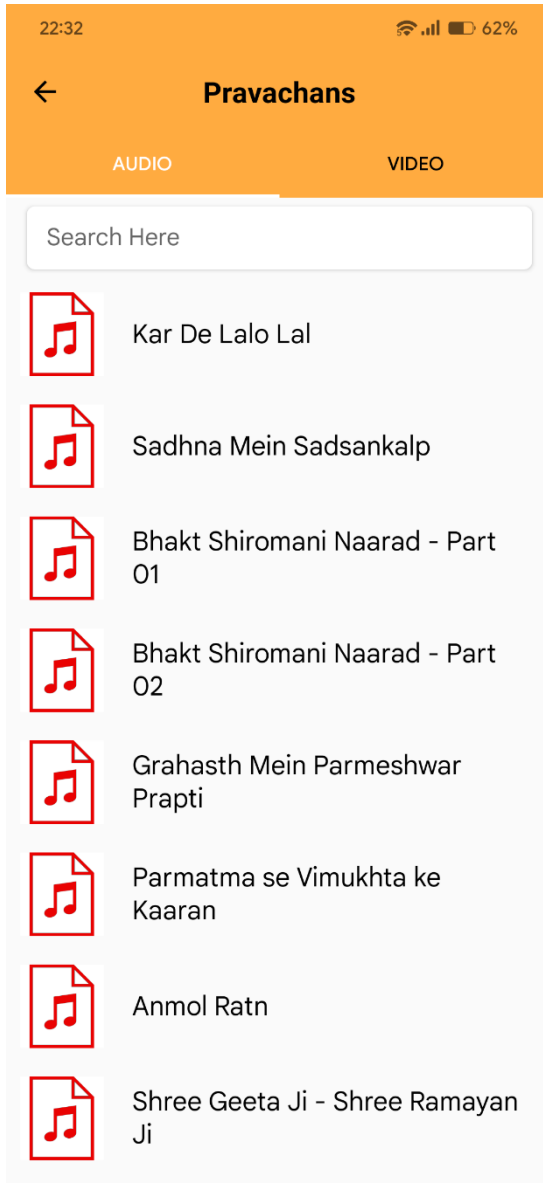 22:32 62%
Pravachans
AUDIO VIDEO
Search Here
Kar De Lalo Lal
Sadhna Mein Sadsankalp
Bhakt Shiromani Naarad - Part
01
Bhakt Shiromani Naarad - Part
02
Grahasth Mein Parmeshwar
Prapti
Parmatma se Vimukhta ke
Kaaran
Anmol Ratn
Shree Geeta Ji - Shree Ramayan
Ji